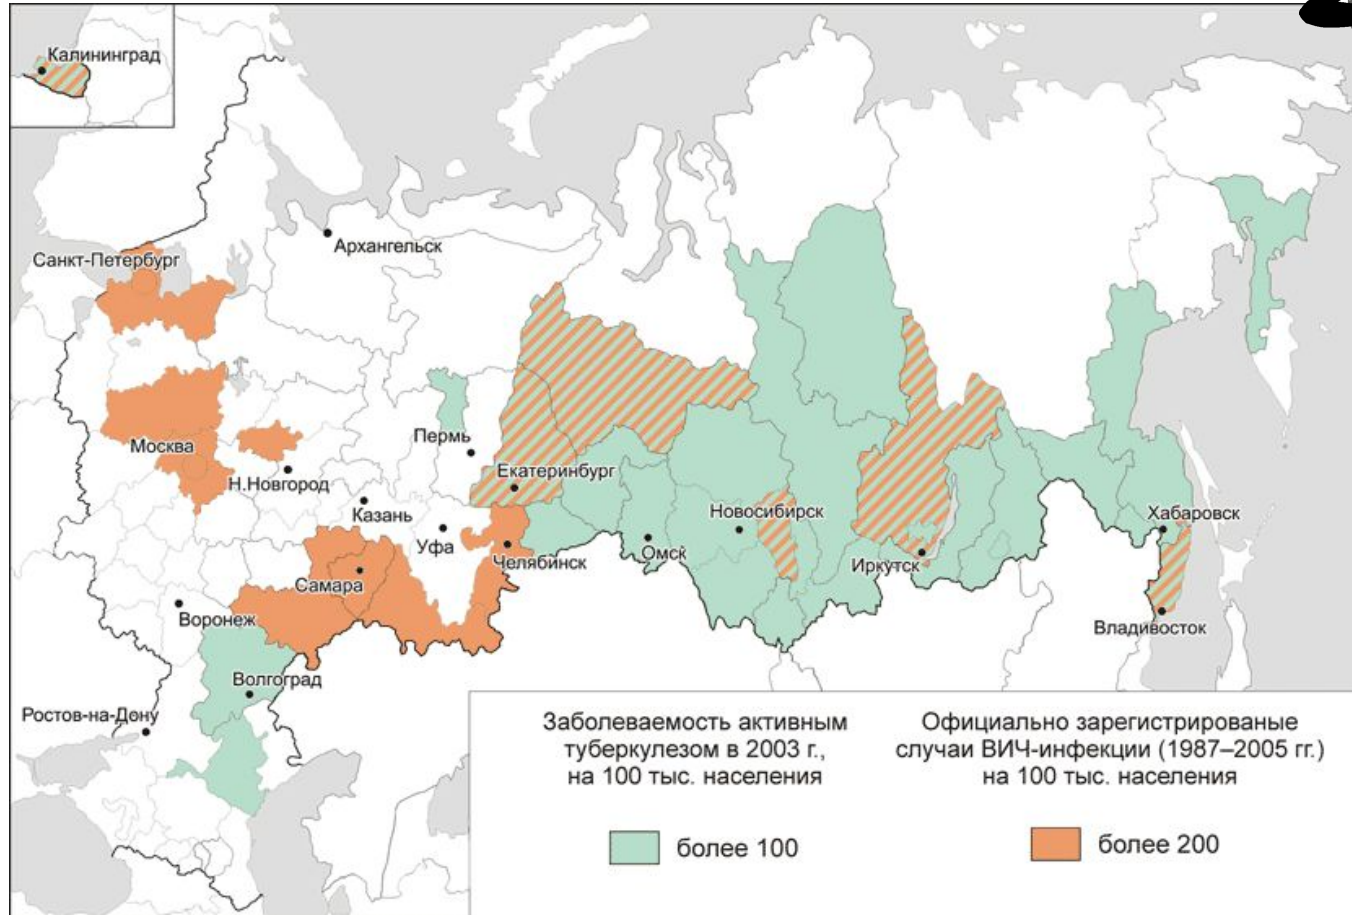 Калининград
Архангельск
Санкт-Петербург
Москва
Н.Новгород
Пермь
Екатеринбург
Казань
Уфа
Челябинск
Самара
Воронеж
Волгоград
Ростов-на-Дону
Новосибирск
Омск
Иркутск
Хабаровск
Владивосток
Заболеваемость активным
туберкулезом в 2003 г.,
на 100 тыс. населения
более 100
Официально зарегистрированые
случаи ВИЧ-инфекции (1987–2005 гг.)
на 100 тыс. населения
более 200